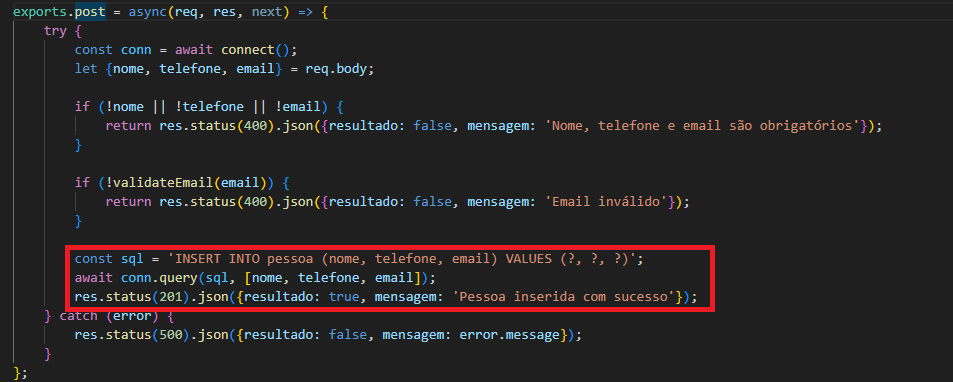 exports.post = async(req, res, next) => {
try {
const conn = await connect();
let {nome, telefone, email} = req.body;
if (!nome || !telefone || !email) {
return res.status(400).json({resultado: false, mensagem: 'Nome, telefone e email são obrigatórios'});
}
if (!validateEmail(email)) {
return res.status(400).json({resultado: false, mensagem: 'Email inválido'});
}
const sql = 'INSERT INTO pessoa (nome, telefone, email) VALUES (?, ?, ?)';
await conn.query(sql, [nome, telefone, email]);
res.status(201).json({resultado: true, mensagem: 'Pessoa inserida com sucesso'});
} catch (error) {
res.status(500).json({resultado: false, mensagem: error.message});
}
};